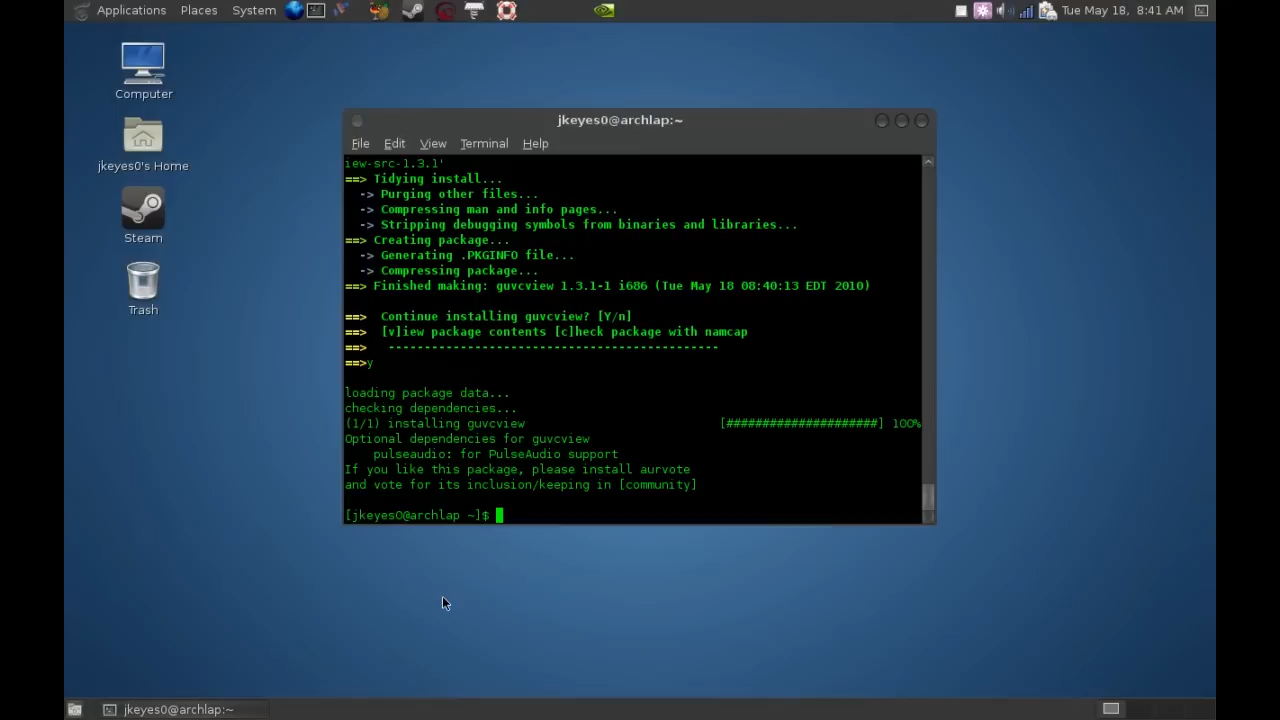 Applications Places System
Tue May 18, 8:41 AM
Computer
jkeyes0's Home
Steam
Trash
jkeyes0@archlap:~
File Edit View Terminal Help
iew-src-1.3.1'
==> Tidying install...
  -> Purging other files...
  -> Compressing man and info pages...
  -> Stripping debugging symbols from binaries and libraries...
==> Creating package...
  -> Generating .PKGINFO file...
  -> Compressing package...
==> Finished making: guvcview 1.3.1-1 i686 (Tue May 18 08:40:13 EDT 2010)
==>  Continue installing guvcview? [Y/n]
==>  [v]iew package contents [c]heck package with namcap
==>   ----------------------------------------------
==>y
loading package data...
checking dependencies...
(1/1) installing guvcview [#####################] 100%
Optional dependencies for guvcview
    pulseaudio: for PulseAudio support
If you like this package, please install aurvote
and vote for its inclusion/keeping in [community]
[jkeyes0@archlap ~]$
jkeyes0@archlap:~